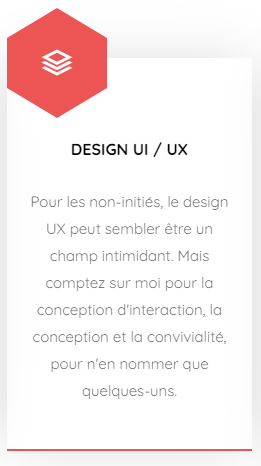 DESIGN UI / UX
Pour les non-initiés, le design
UX peut sembler être un
champ intimidant. Mais
comptez sur moi pour la
conception d'interaction, la
conception et la convivialité,
pour n'en nommer que
quelques-uns.